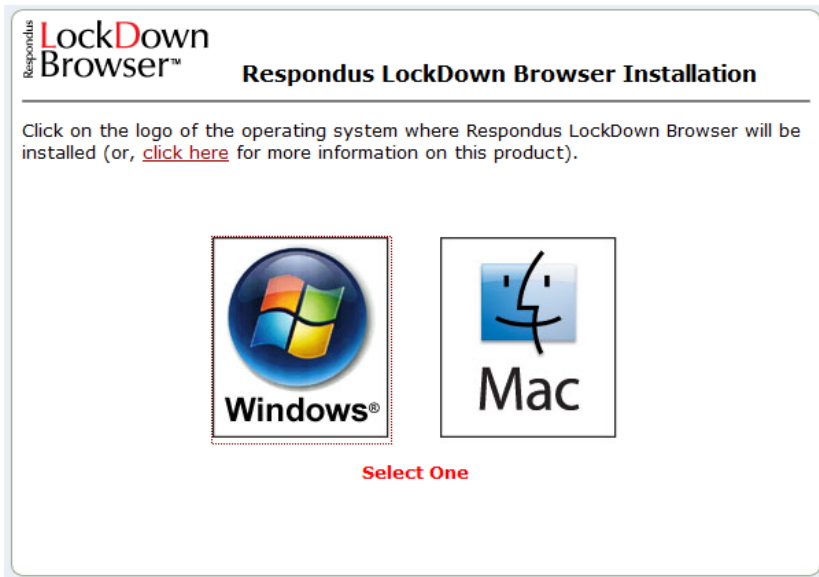 Respondus LockDown
Browser™
Respondus LockDown Browser Installation
Click on the logo of the operating system where Respondus LockDown Browser will be
installed (or, click here for more information on this product).
Windows®
Mac
Select One